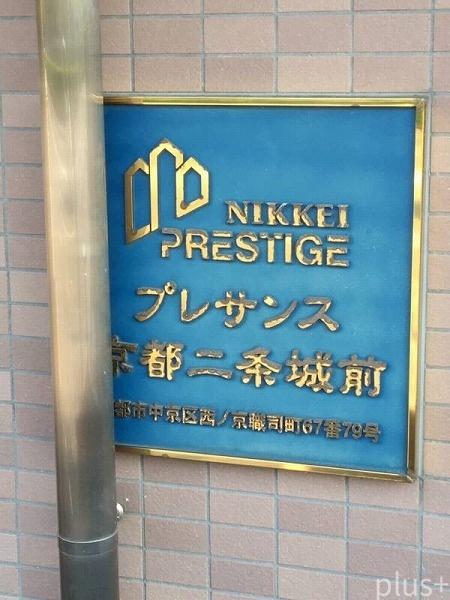 NIKKEI
PRESTIGE
プレサンス
京都二条城前
都市中京区西ノ京職司町67番79号
plus+